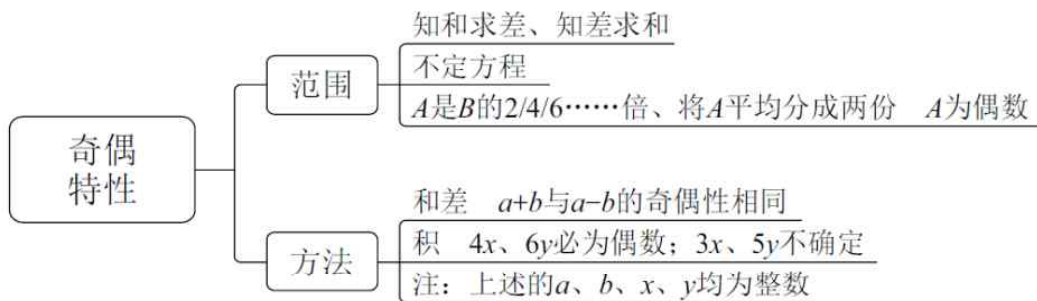 奇偶
特性
范围
知和求差、知差求和
不定方程
A是B的2/4/6……倍、将A平均分成两份 A为偶数
方法
和差 a+b与a−b的奇偶性相同
积 4x、6y必为偶数；3x、5y不确定
注：上述的a、b、x、y均为整数